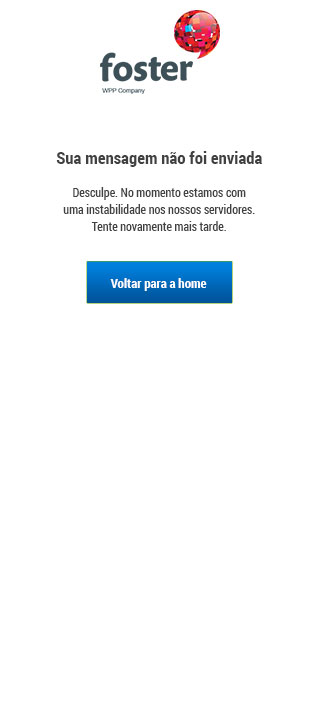 foster
WPP Company
Sua mensagem não foi enviada
Desculpe. No momento estamos com
uma instabilidade nos nossos servidores.
Tente novamente mais tarde.
Voltar para a home